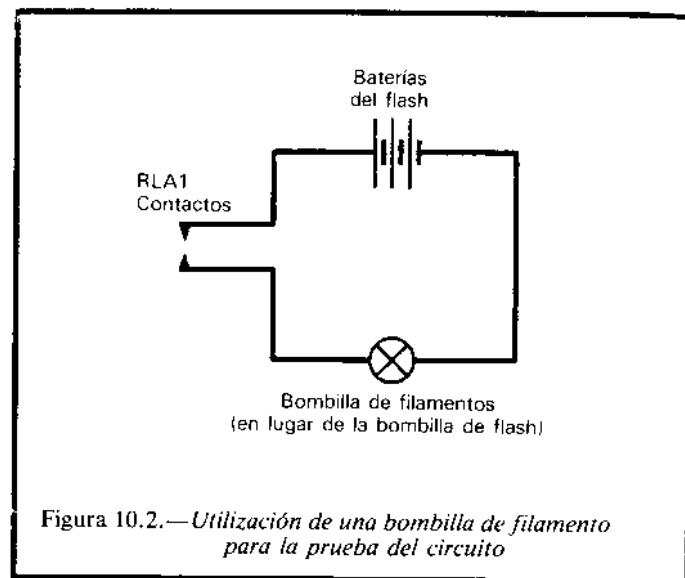 Baterías
del flash
RLA1
Contactos
Bombilla de filamentos
(en lugar de la bombilla de flash)
Figura 10.2.—Utilización de una bombilla de filamento
para la prueba del circuito